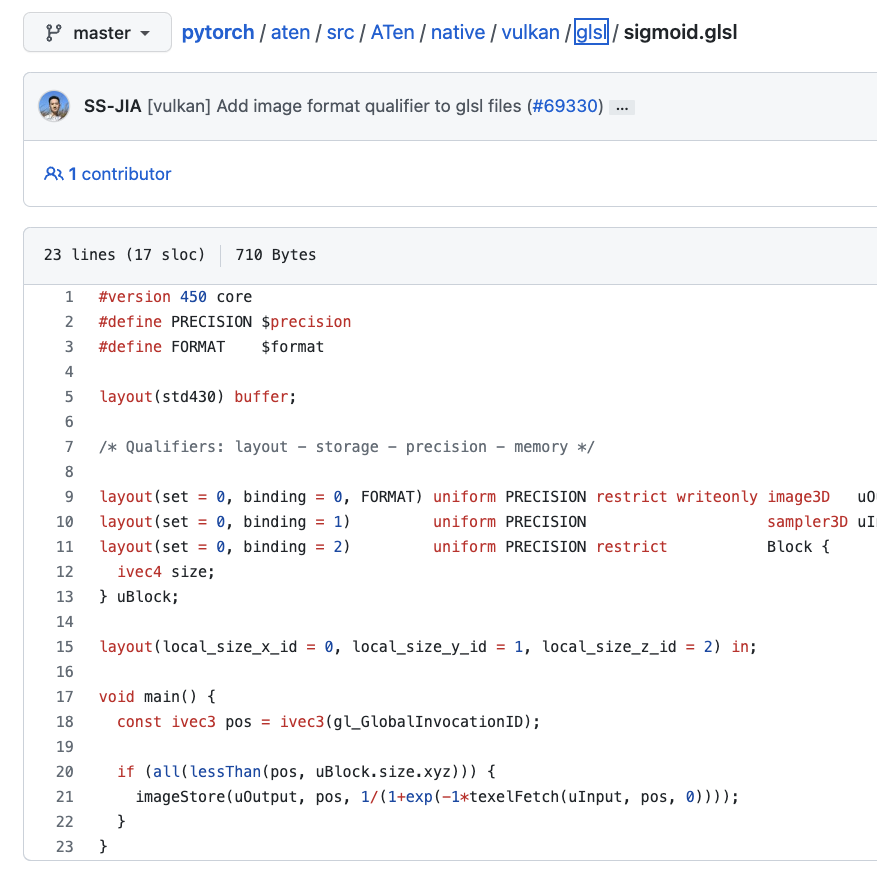 master pytorch / aten / src / ATen / native / vulkan / glsl / sigmoid.glsl
SS-JIA [vulkan] Add image format qualifier to glsl files (#69330) ...
1 contributor
23 lines (17 sloc) 710 Bytes
1 #version 450 core
2 #define PRECISION $precision
3 #define FORMAT    $format
4
5 layout(std430) buffer;
6
7 /* Qualifiers: layout - storage - precision - memory */
8
9 layout(set = 0, binding = 0, FORMAT) uniform PRECISION restrict writeonly image3D   uO
10 layout(set = 0, binding = 1)         uniform PRECISION                    sampler3D uI
11 layout(set = 0, binding = 2)         uniform PRECISION restrict           Block {
12   ivec4 size;
13 } uBlock;
14
15 layout(local_size_x_id = 0, local_size_y_id = 1, local_size_z_id = 2) in;
16
17 void main() {
18   const ivec3 pos = ivec3(gl_GlobalInvocationID);
19
20   if (all(lessThan(pos, uBlock.size.xyz))) {
21     imageStore(uOutput, pos, 1/(1+exp(-1*texelFetch(uInput, pos, 0))));
22   }
23 }